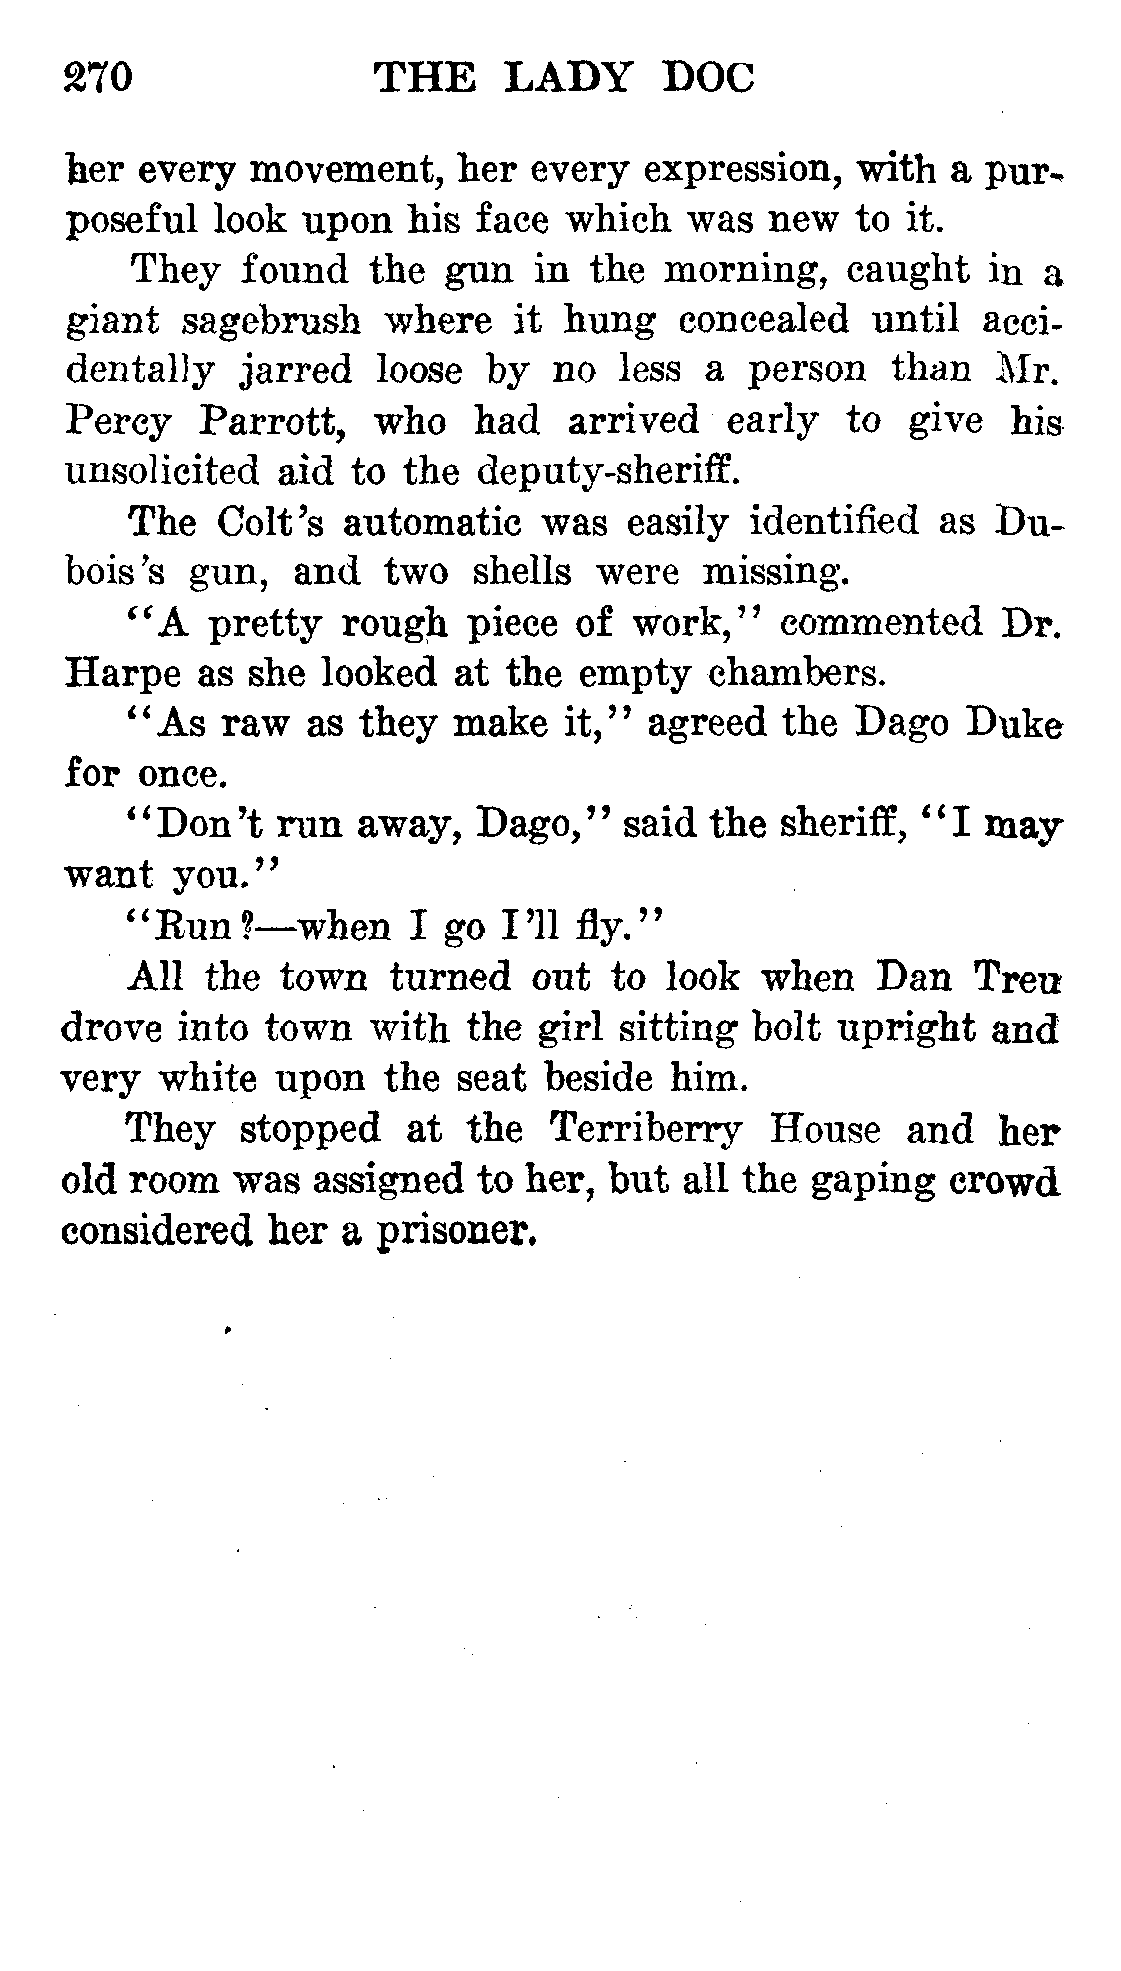 270 THE LADY DOC
her every movement, her every expression, with a pur-
poseful look upon his face which was new to it.
They found the gun in the morning, caught in a
giant sagebrush where it hung concealed until acci-
dentally jarred loose by no less a person than Mr.
Percy Parrott, who had arrived early to give his
unsolicited aid to the deputy-sheriff.
The Colt's automatic was easily identified as Du-
bois's gun, and two shells were missing.
"A pretty rough piece of work," commented Dr.
Harpe as she looked at the empty chambers.
"As raw as they make it," agreed the Dago Duke
for once.
"Don't run away, Dago," said the sheriff, "I may
want you."
"Run?—when I go I'll fly."
All the town turned out to look when Dan Treu
drove into town with the girl sitting bolt upright and
very white upon the seat beside him.
They stopped at the Terriberry House and her
old room was assigned to her, but all the gaping crowd
considered her a prisoner.